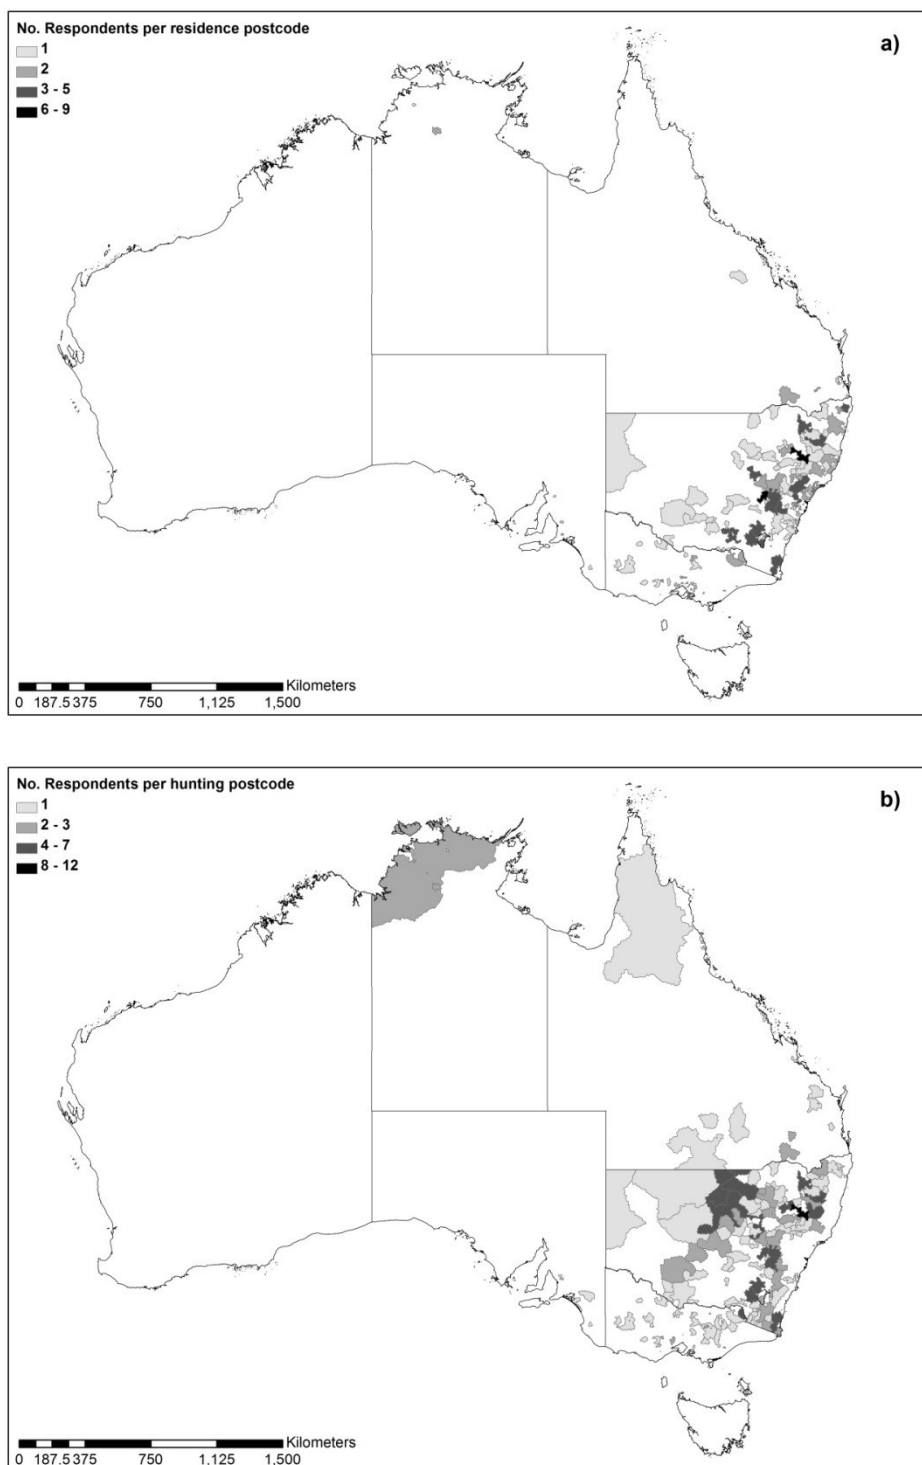 No. Respondents per residence postcode
a)
1
2
3 - 5
6 - 9
Kilometers
0 187.5 375 750 1,125 1,500
No. Respondents per hunting postcode
b)
1
2 - 3
4 - 7
8 - 12
Kilometers
0 187.5 375 750 1,125 1,500